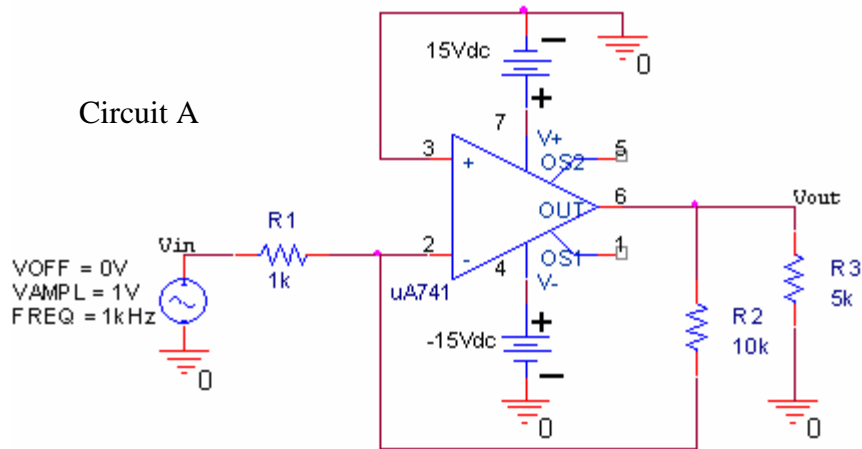 15Vdc
−
0
+
Circuit A
7
V+
5
3
+
OS2
R1
OUT
6
Vout
Vin
2
-
1
OS1
4
V-
1k
uA741
VOFF = 0V
VAMPL = 1V
FREQ = 1kHz
R3
5k
+
R2
10k
-15Vdc
−
0
0
0